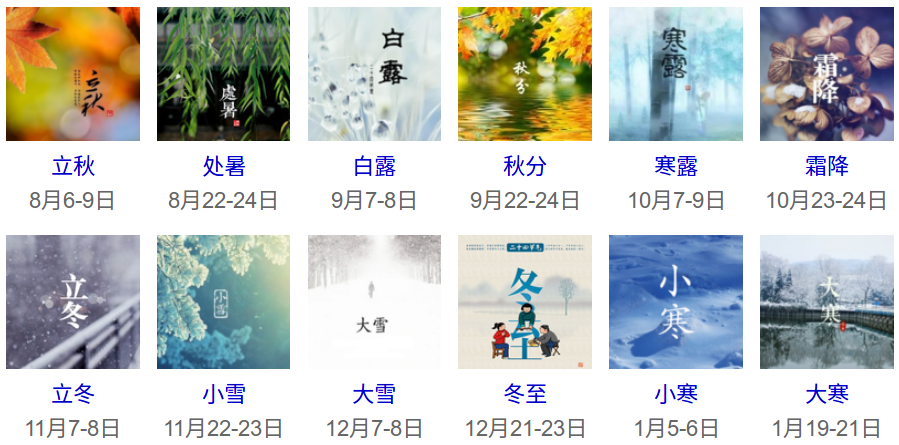 立秋
處暑
白露
秋分
寒露
霜降
立秋
处暑
白露
秋分
寒露
霜降
8月6-9日
8月22-24日
9月7-8日
9月22-24日
10月7-9日
10月23-24日
立冬
小雪
大雪
二十四節氣
冬至
小寒
大寒
立冬
小雪
大雪
冬至
小寒
大寒
11月7-8日
11月22-23日
12月7-8日
12月21-23日
1月5-6日
1月19-21日